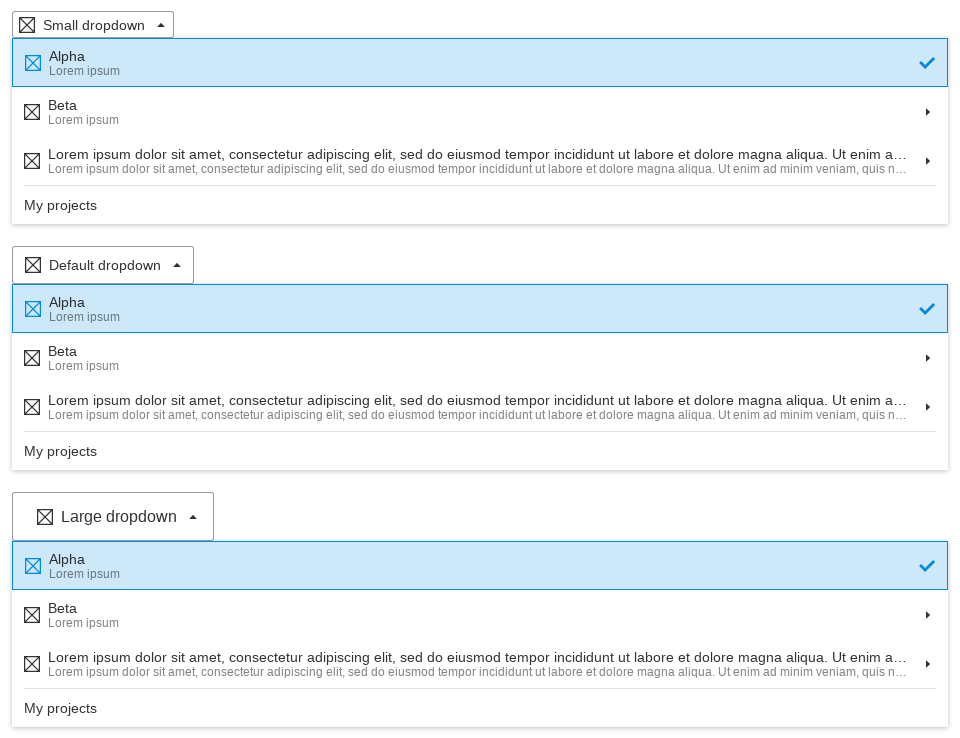 Small dropdown
Alpha
Lorem ipsum
Beta
Lorem ipsum
Lorem ipsum dolor sit amet, consectetur adipiscing elit, sed do eiusmod tempor incididunt ut labore et dolore magna aliqua. Ut enim a…
Lorem ipsum dolor sit amet, consectetur adipiscing elit, sed do eiusmod tempor incididunt ut labore et dolore magna aliqua. Ut enim ad minim veniam, quis n…
My projects
Default dropdown
Alpha
Lorem ipsum
Beta
Lorem ipsum
Lorem ipsum dolor sit amet, consectetur adipiscing elit, sed do eiusmod tempor incididunt ut labore et dolore magna aliqua. Ut enim a…
Lorem ipsum dolor sit amet, consectetur adipiscing elit, sed do eiusmod tempor incididunt ut labore et dolore magna aliqua. Ut enim ad minim veniam, quis n…
My projects
Large dropdown
Alpha
Lorem ipsum
Beta
Lorem ipsum
Lorem ipsum dolor sit amet, consectetur adipiscing elit, sed do eiusmod tempor incididunt ut labore et dolore magna aliqua. Ut enim a…
Lorem ipsum dolor sit amet, consectetur adipiscing elit, sed do eiusmod tempor incididunt ut labore et dolore magna aliqua. Ut enim ad minim veniam, quis n…
My projects